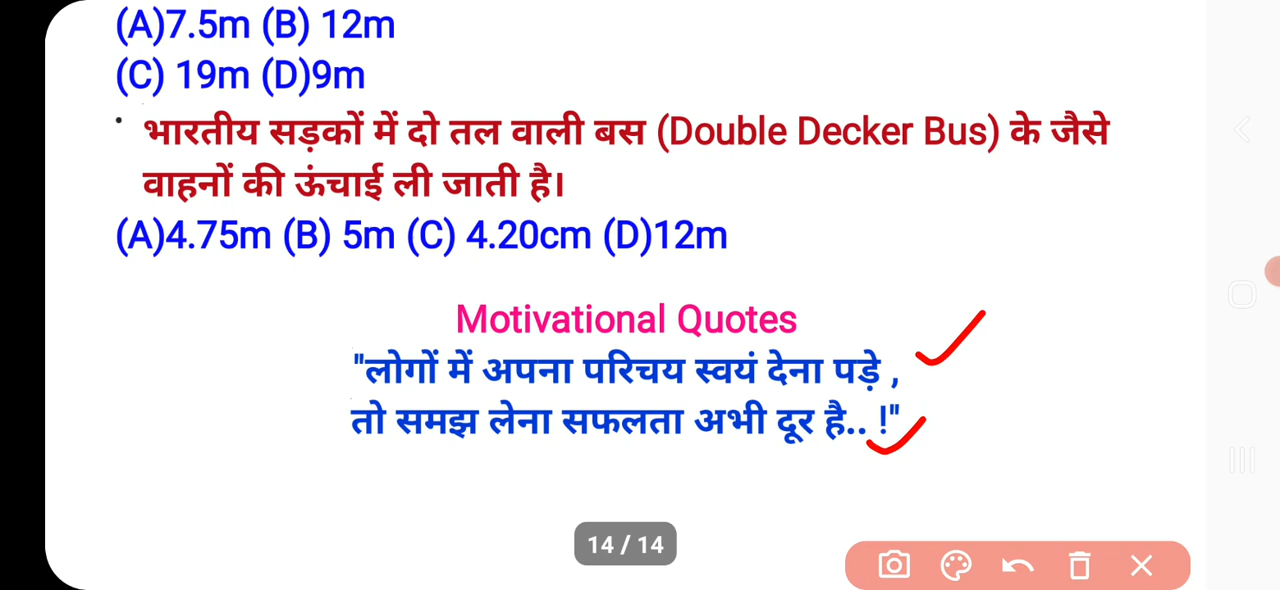 (A)7.5m (B) 12m
(C) 19m (D)9m
भारतीय सड़कों में दो तल वाली बस (Double Decker Bus) के जैसे
वाहनों की ऊंचाई ली जाती है।
(A)4.75m (B) 5m (C) 4.20cm (D)12m
Motivational Quotes
"लोगों में अपना परिचय स्वयं देना पड़े ,
तो समझ लेना सफलता अभी दूर है.. !"
14 / 14